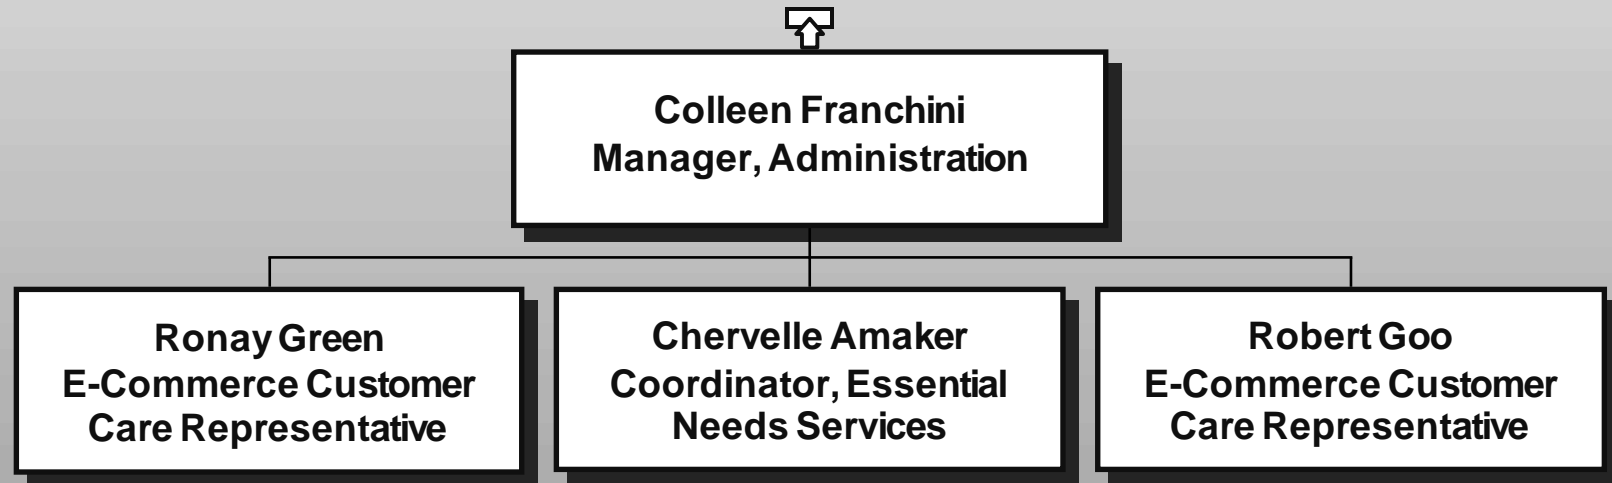 Colleen Franchini
Manager, Administration
Ronay Green
E-Commerce Customer
Care Representative
Chervelle Amaker
Coordinator, Essential
Needs Services
Robert Goo
E-Commerce Customer
Care Representative